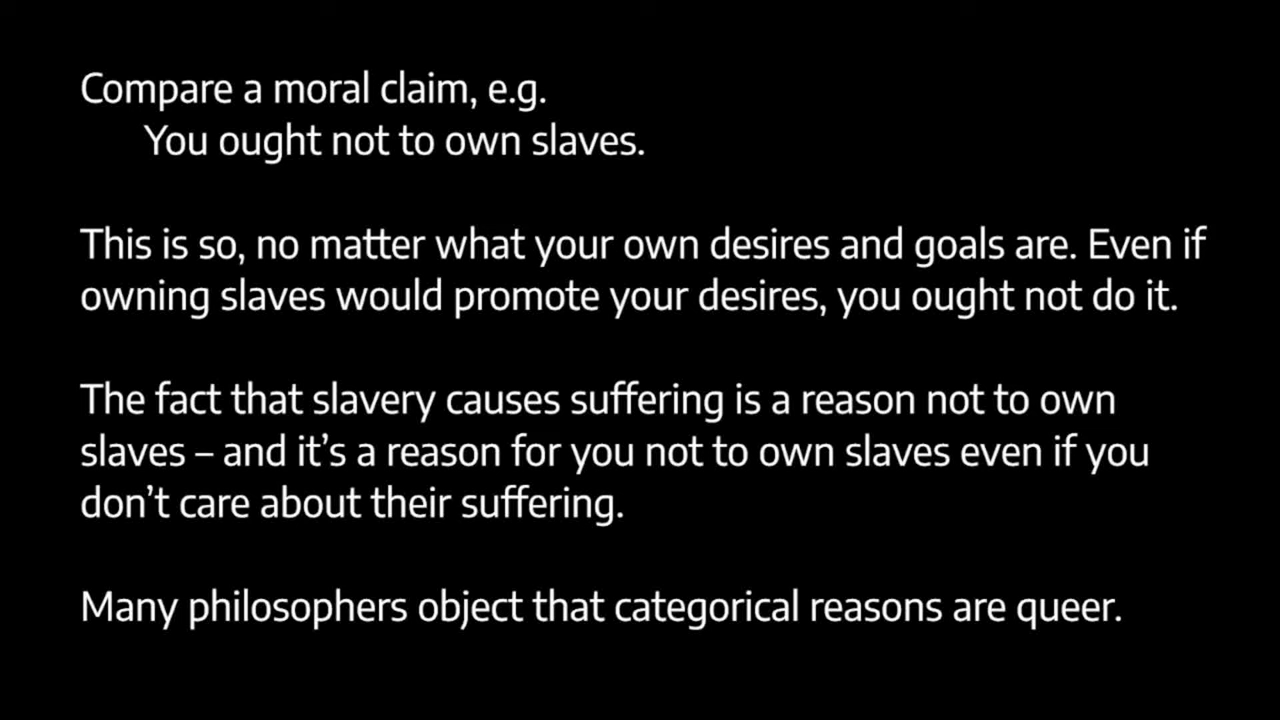 Compare a moral claim, e.g.
You ought not to own slaves.
This is so, no matter what your own desires and goals are. Even if
owning slaves would promote your desires, you ought not do it.
The fact that slavery causes suffering is a reason not to own
slaves – and it's a reason for you not to own slaves even if you
don't care about their suffering.
Many philosophers object that categorical reasons are queer.